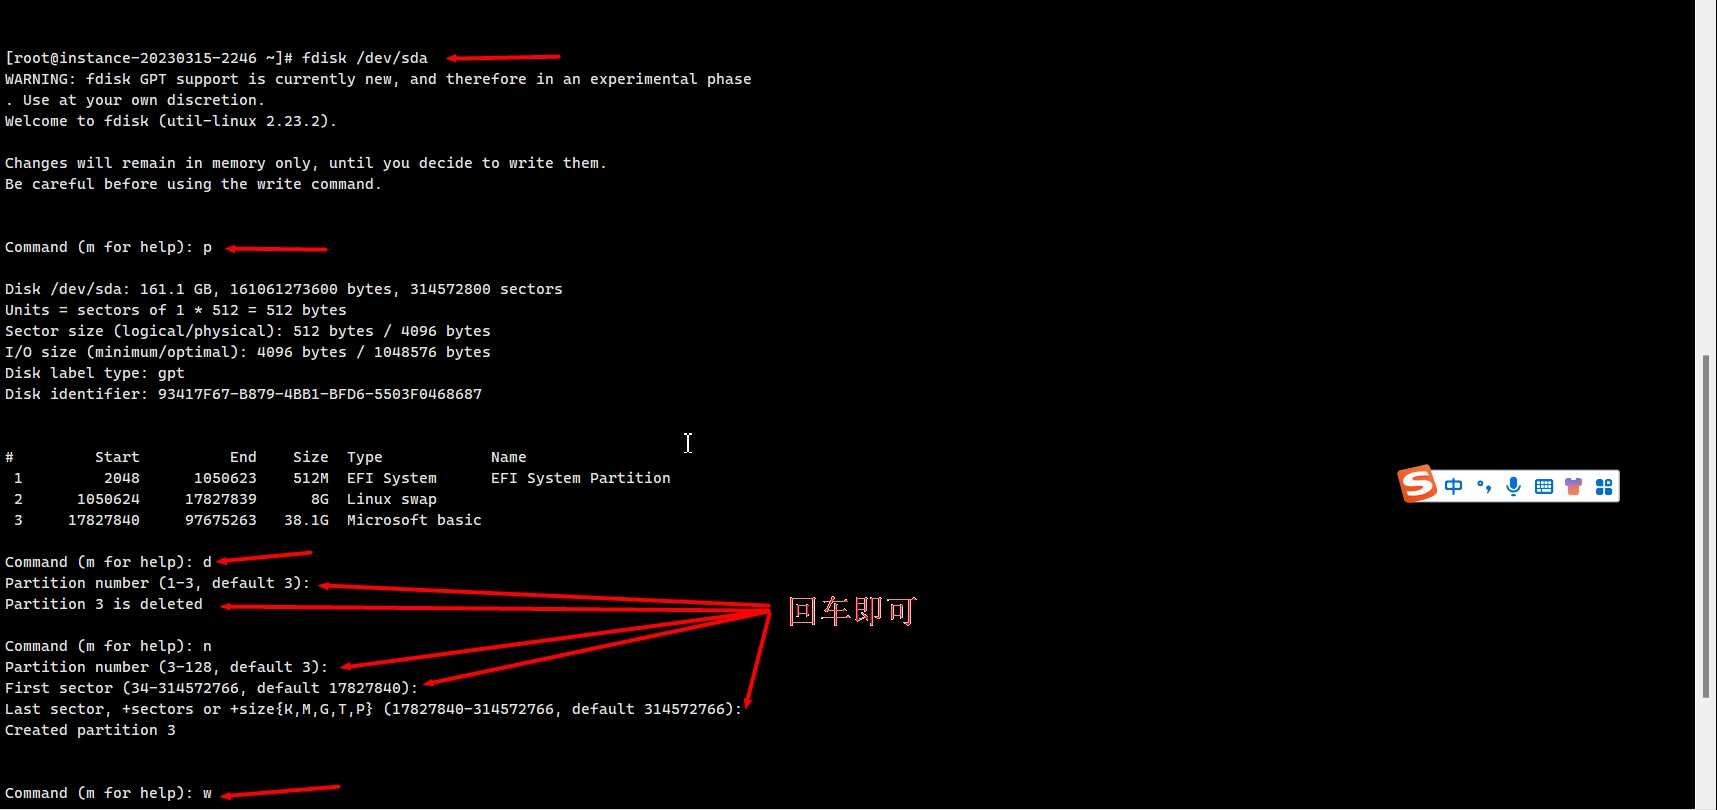 [root@instance-20230315-2246 ~]# fdisk /dev/sda
WARNING: fdisk GPT support is currently new, and therefore in an experimental phase
. Use at your own discretion.
Welcome to fdisk (util-linux 2.23.2).
Changes will remain in memory only, until you decide to write them.
Be careful before using the write command.
Command (m for help): p
Disk /dev/sda: 161.1 GB, 161061273600 bytes, 314572800 sectors
Units = sectors of 1 * 512 = 512 bytes
Sector size (logical/physical): 512 bytes / 4096 bytes
I/O size (minimum/optimal): 4096 bytes / 1048576 bytes
Disk label type: gpt
Disk identifier: 93417F67-B879-4BB1-BFD6-5503F0468687
#         Start          End    Size  Type            Name
1         2048      1050623    512M  EFI System      EFI System Partition
2      1050624     17827839      8G  Linux swap
3     17827840     97675263   38.1G  Microsoft basic
Command (m for help): d
Partition number (1-3, default 3):
Partition 3 is deleted
回车即可
Command (m for help): n
Partition number (3-128, default 3):
First sector (34-314572766, default 17827840):
Last sector, +sectors or +size{K,M,G,T,P} (17827840-314572766, default 314572766):
Created partition 3
Command (m for help): w
S 中